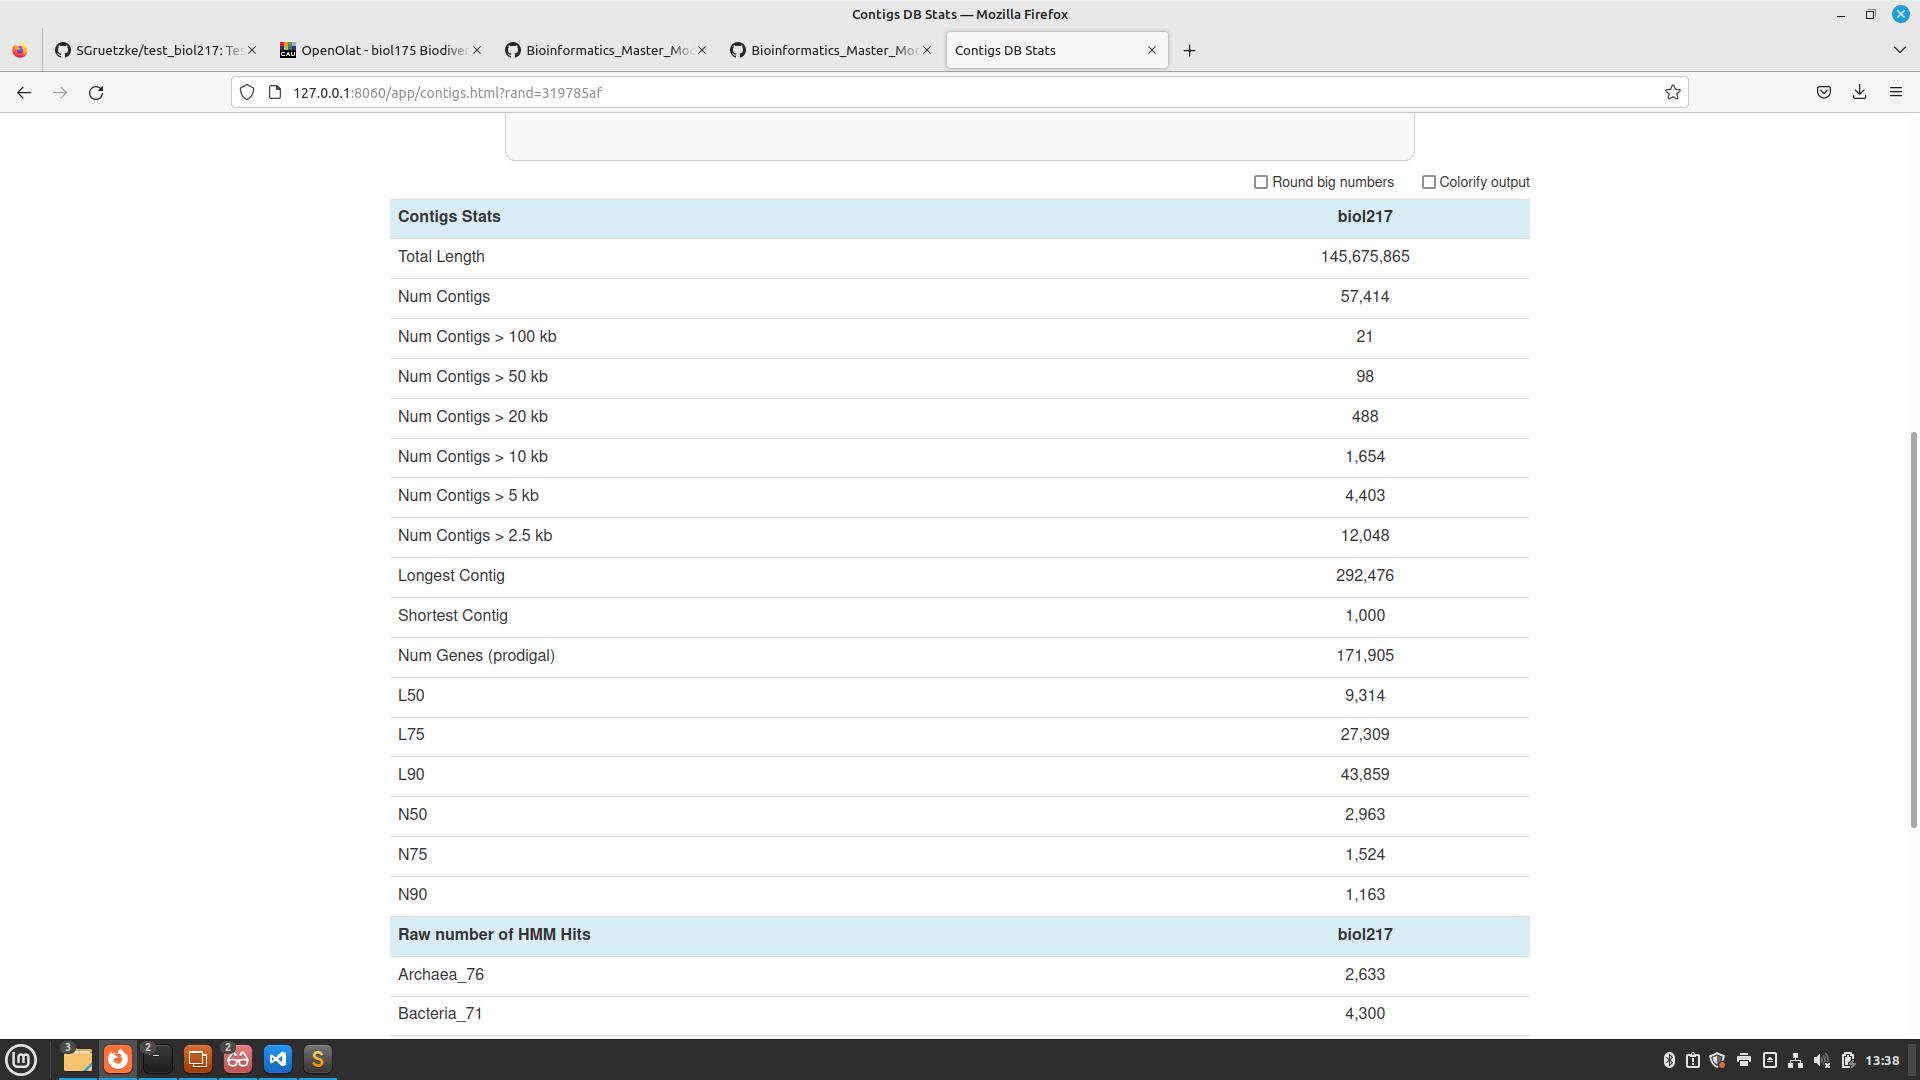 Contigs DB Stats — Mozilla Firefox
SGruetzke/test_biol217: Tes
OpenOlat - biol175 Biodiver
Bioinformatics_Master_Mod
Bioinformatics_Master_Mod
Contigs DB Stats
127.0.0.1:8060/app/contigs.html?rand=319785af
Round big numbers
Colorify output
Contigs Stats biol217
Total Length 145,675,865
Num Contigs 57,414
Num Contigs > 100 kb 21
Num Contigs > 50 kb 98
Num Contigs > 20 kb 488
Num Contigs > 10 kb 1,654
Num Contigs > 5 kb 4,403
Num Contigs > 2.5 kb 12,048
Longest Contig 292,476
Shortest Contig 1,000
Num Genes (prodigal) 171,905
L50 9,314
L75 27,309
L90 43,859
N50 2,963
N75 1,524
N90 1,163
Raw number of HMM Hits biol217
Archaea_76 2,633
Bacteria_71 4,300
3
2
2
S
13:38